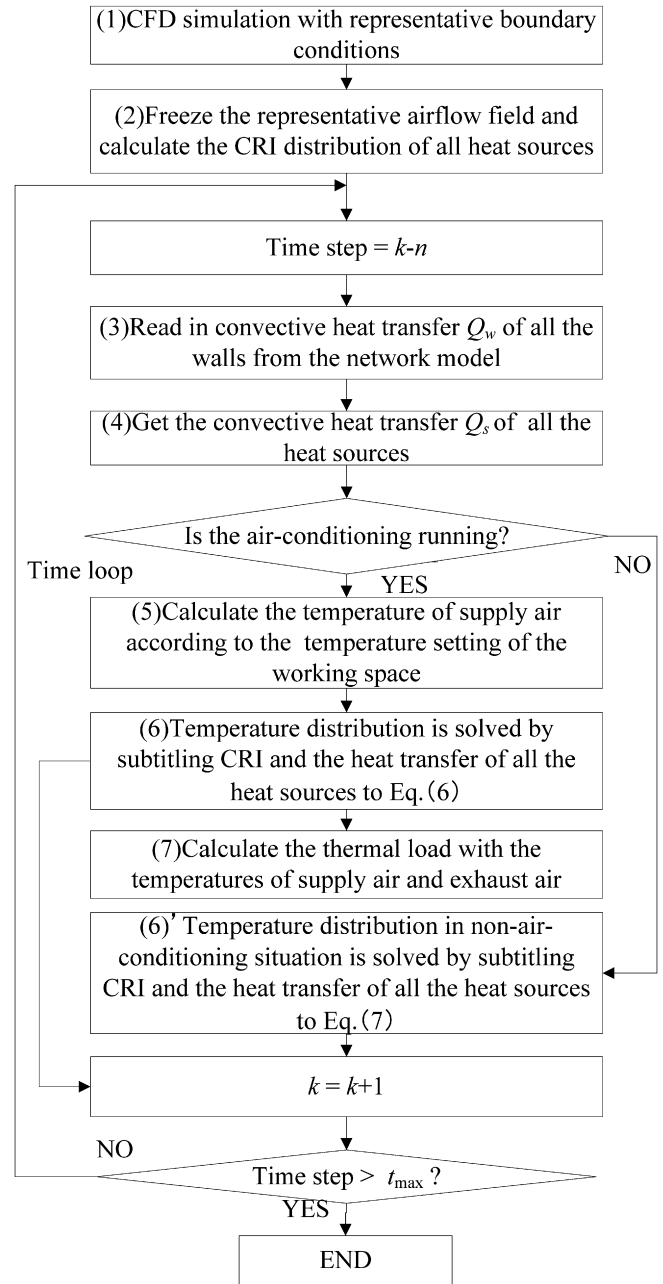 (1)CFD simulation with representative boundary
conditions
(2)Freeze the representative airflow field and
calculate the CRI distribution of all heat sources
Time step = k-n
(3)Read in convective heat transfer Qw of all the
walls from the network model
(4)Get the convective heat transfer Qs of all the
heat sources
Is the air-conditioning running?
Time loop
NO
YES
(5)Calculate the temperature of supply air
according to the temperature setting of the
working space
(6)Temperature distribution is solved by
subtitling CRI and the heat transfer of all the
heat sources to Eq.(6)
(7)Calculate the thermal load with the
temperatures of supply air and exhaust air
(6)' Temperature distribution in non-air-
conditioning situation is solved by subtitling
CRI and the heat transfer of all the heat sources
to Eq.(7)
k = k+1
NO
Time step > tmax ?
YES
END